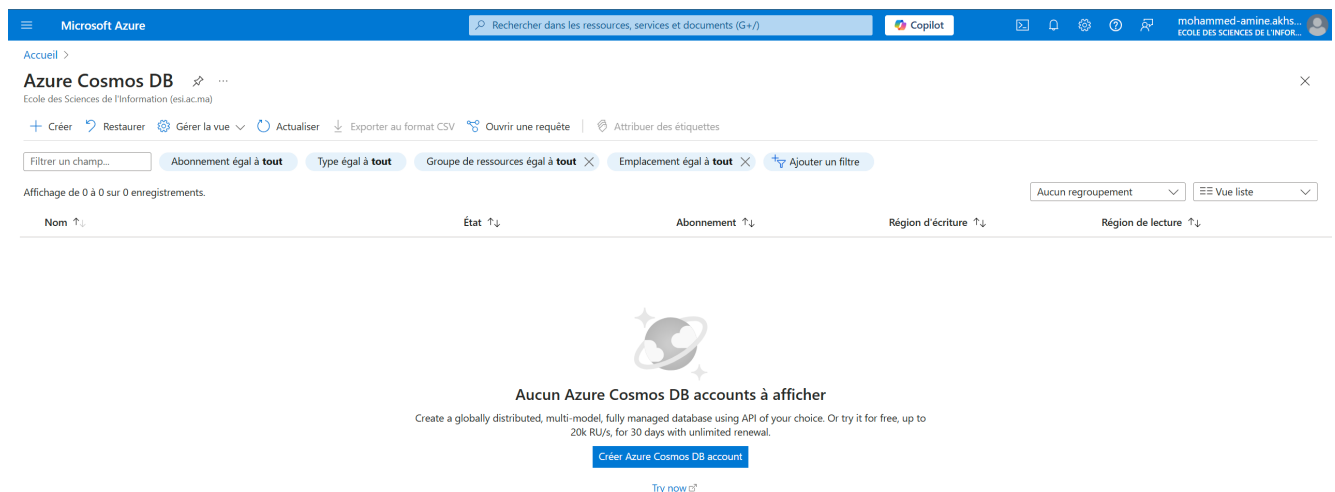 Microsoft Azure
Rechercher dans les ressources, services et documents (G+/)
Copilot
mohammed-amine.akhs...
ECOLE DES SCIENCES DE L'INFOR...
Accueil >
Azure Cosmos DB ...
Ecole des Sciences de l'Information (esi.ac.ma)
+ Créer Restaurer Gérer la vue Actualiser Exporter au format CSV Ouvrir une requête Attribuer des étiquettes
Filtrer un champ... Abonnement égal à tout Type égal à tout Groupe de ressources égal à tout Emplacement égal à tout Ajouter un filtre
Affichage de 0 à 0 sur 0 enregistrements. Aucun regroupement Vue liste
Nom ↑↓ État ↑↓ Abonnement ↑↓ Région d'écriture ↑↓ Région de lecture ↑↓
Aucun Azure Cosmos DB accounts à afficher
Create a globally distributed, multi-model, fully managed database using API of your choice. Or try it for free, up to
20k RU/s, for 30 days with unlimited renewal.
Créer Azure Cosmos DB account
Try now